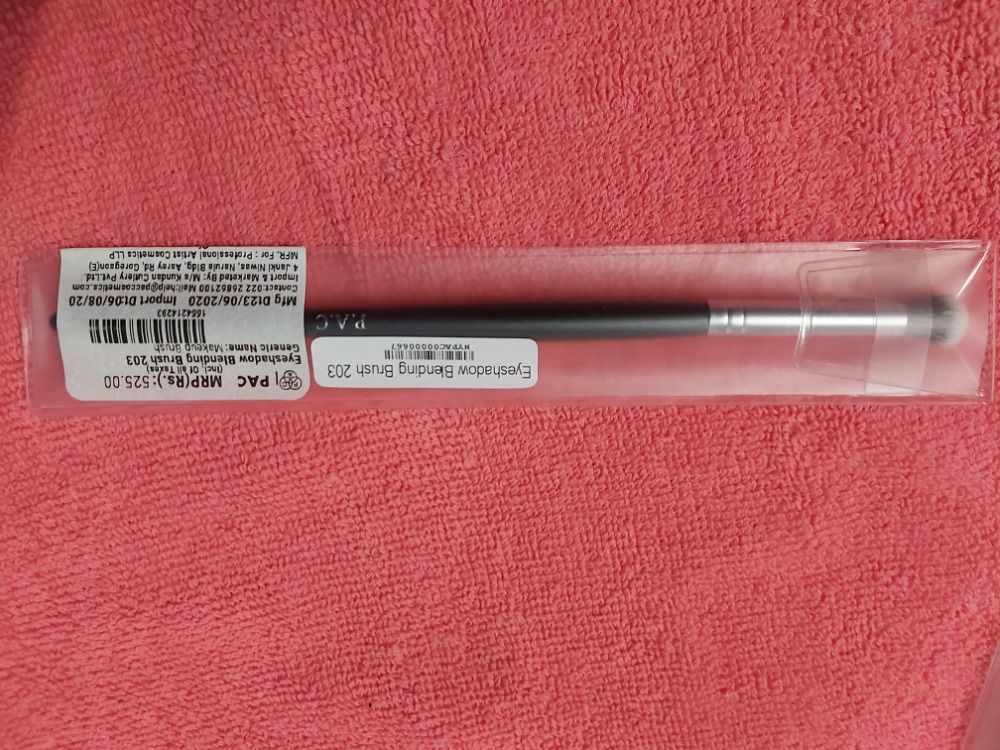 PAC MRP(Rs.):525.00
(Incl. Of all Taxes)
Eyeshadow Blending Brush 203
Generic Name: Makeup Brush
1564214293
Mfg Dt:23/06/2020 Import Dt:06/08/20
Contact:022 26862100 Mail:help@paccosmetics.com
Import & Marketed By: M/s Kundan Cutlery Pvt.Ltd.
4 Janki Niwas, Narula Bldg, Aarey Rd, Goregaon(E)
MFR. For : Professional Artist Cosmetics LLP
Eyeshadow Blending Brush 203
NYPAC00000667
P.A.C